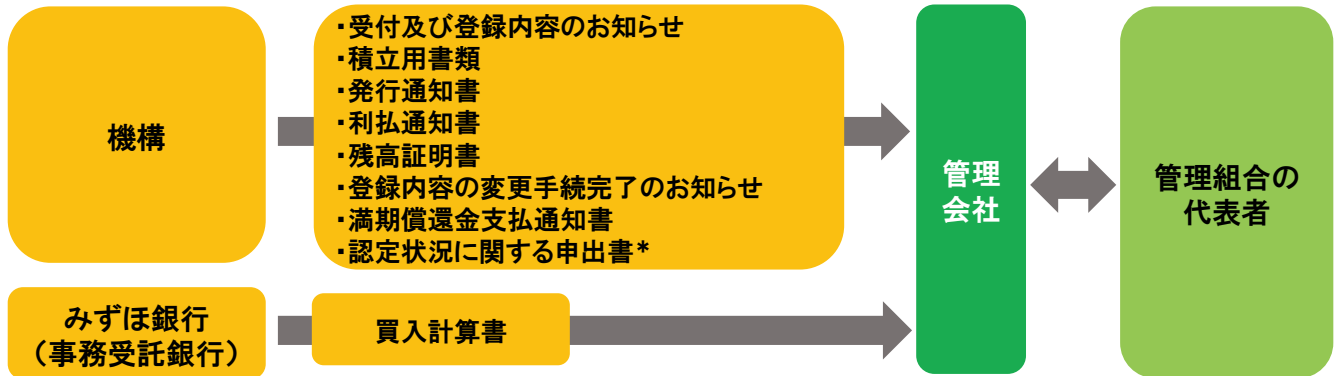 機構
・受付及び登録内容のお知らせ
・積立用書類
・発行通知書
・利払通知書
・残高証明書
・登録内容の変更手続完了のお知らせ
・満期償還金支払通知書
・認定状況に関する申出書*
管理
会社
管理組合の
代表者
みずほ銀行
（事務受託銀行）
買入計算書